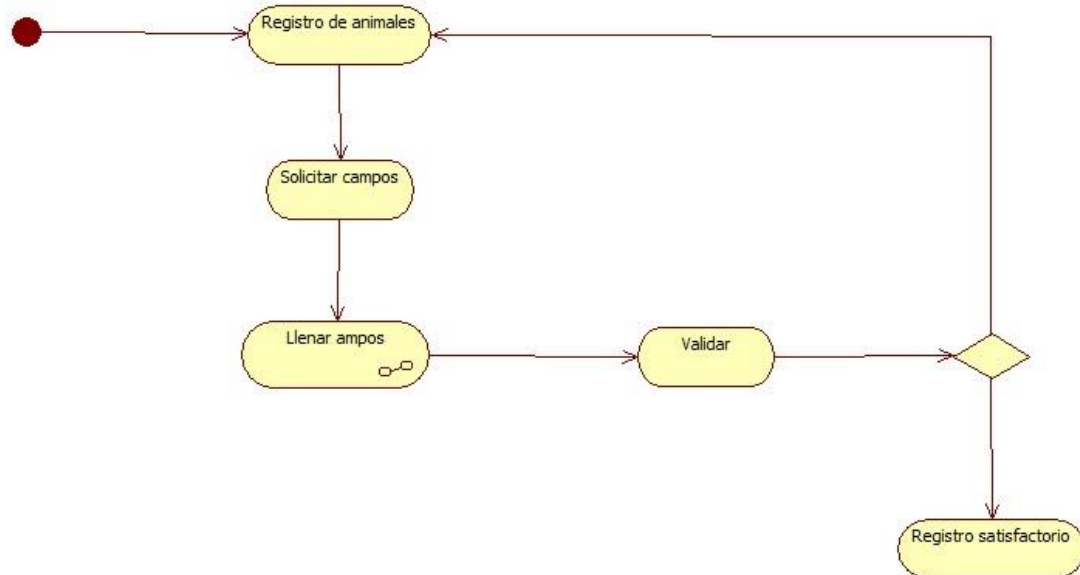 Registro de animales
Solicitar campos
Llenar ampos
Validar
Registro satisfactorio